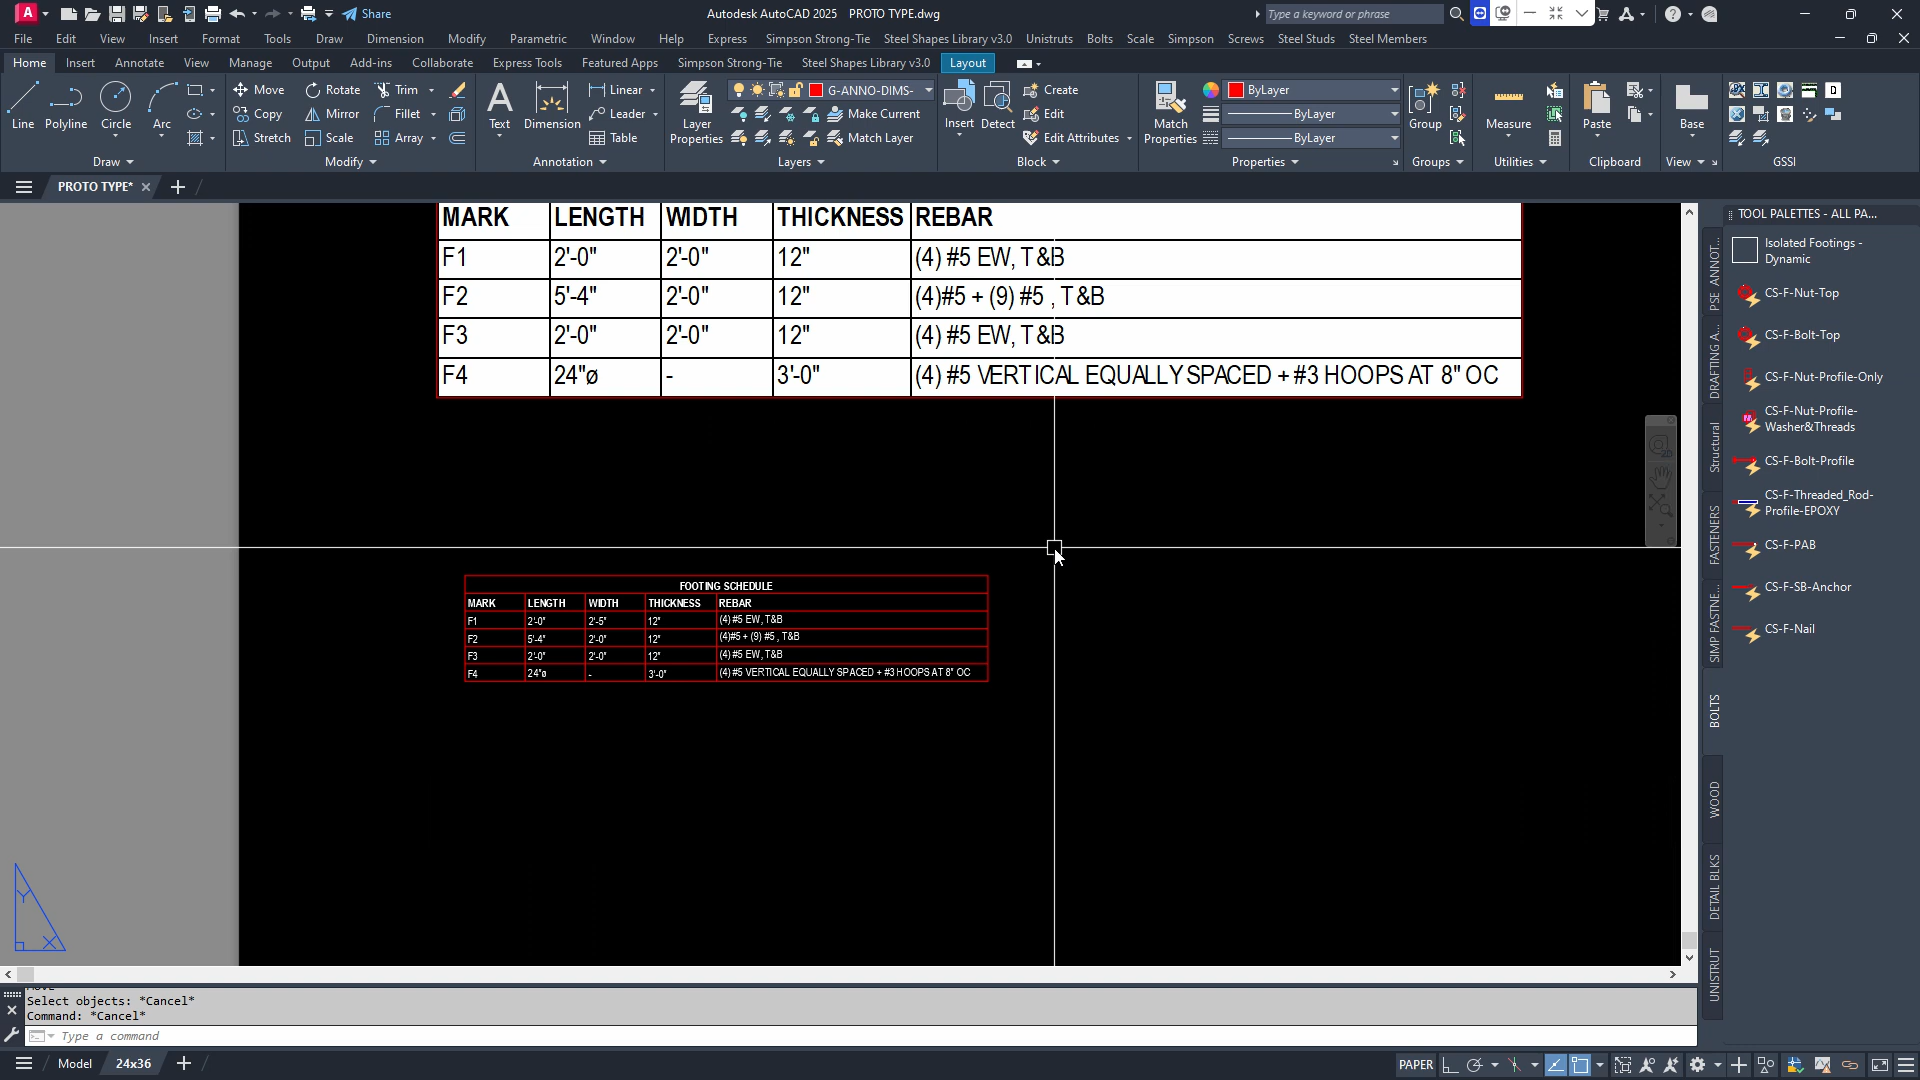 Share
Autodesk AutoCAD 2025 PROTO TYPE.dwg
Type a keyword or phrase
File Edit View Insert Format Tools Draw Dimension Modify Parametric Window Help Express Simpson Strong-Tie Steel Shapes Library v3.0 Unistruts Bolts Scale Simpson Screws Steel Studs Steel Members
Home Insert Annotate View Manage Output Add-ins Collaborate Express Tools Featured Apps Simpson Strong-Tie Steel Shapes Library v3.0 Layout
Line Polyline Circle Arc
Draw
Move Rotate Trim
Copy Mirror Fillet
Stretch Scale Array
Modify
Text Dimension
Linear
Leader
Table
Annotation
Layer Properties
G-ANNO-DIMS-
Make Current
Match Layer
Layers
Insert Detect
Create
Edit
Edit Attributes
Block
Match Properties
ByLayer
ByLayer
ByLayer
Properties
Group
Groups
Measure
Utilities
Paste
Clipboard
Base
View
GSSI
PROTO TYPE*
MARK LENGTH WIDTH THICKNESS REBAR
F1 2'-0" 2'-0" 12" (4) #5 EW, T&B
F2 5'-4" 2'-0" 12" (4)#5 + (9) #5 , T&B
F3 2'-0" 2'-0" 12" (4) #5 EW, T&B
F4 24"ø - 3'-0" (4) #5 VERTICAL EQUALLY SPACED + #3 HOOPS AT 8" OC
FOOTING SCHEDULE
MARK LENGTH WIDTH THICKNESS REBAR
F1 2'-0" 2'-5" 12" (4) #5 EW, T&B
F2 5'-4" 2'-0" 12" (4)#5 + (9) #5 , T&B
F3 2'-0" 2'-0" 12" (4) #5 EW, T&B
F4 24"ø - 3'-0" (4) #5 VERTICAL EQUALLY SPACED + #3 HOOPS AT 8" OC
Y
X
TOOL PALETTES - ALL PA...
Isolated Footings -
Dynamic
CS-F-Nut-Top
CS-F-Bolt-Top
CS-F-Nut-Profile-Only
CS-F-Nut-Profile-
Washer&Threads
CS-F-Bolt-Profile
CS-F-Threaded_Rod-
Profile-EPOXY
CS-F-PAB
CS-F-SB-Anchor
CS-F-Nail
PSE ANNOT...
DRAFTING A...
Structural
FASTENERS
SIMP FASTNE...
BOLTS
WOOD
DETAIL BLKS
UNISTRUT
Select objects: *Cancel*
Command: *Cancel*
Type a command
Model 24x36
PAPER